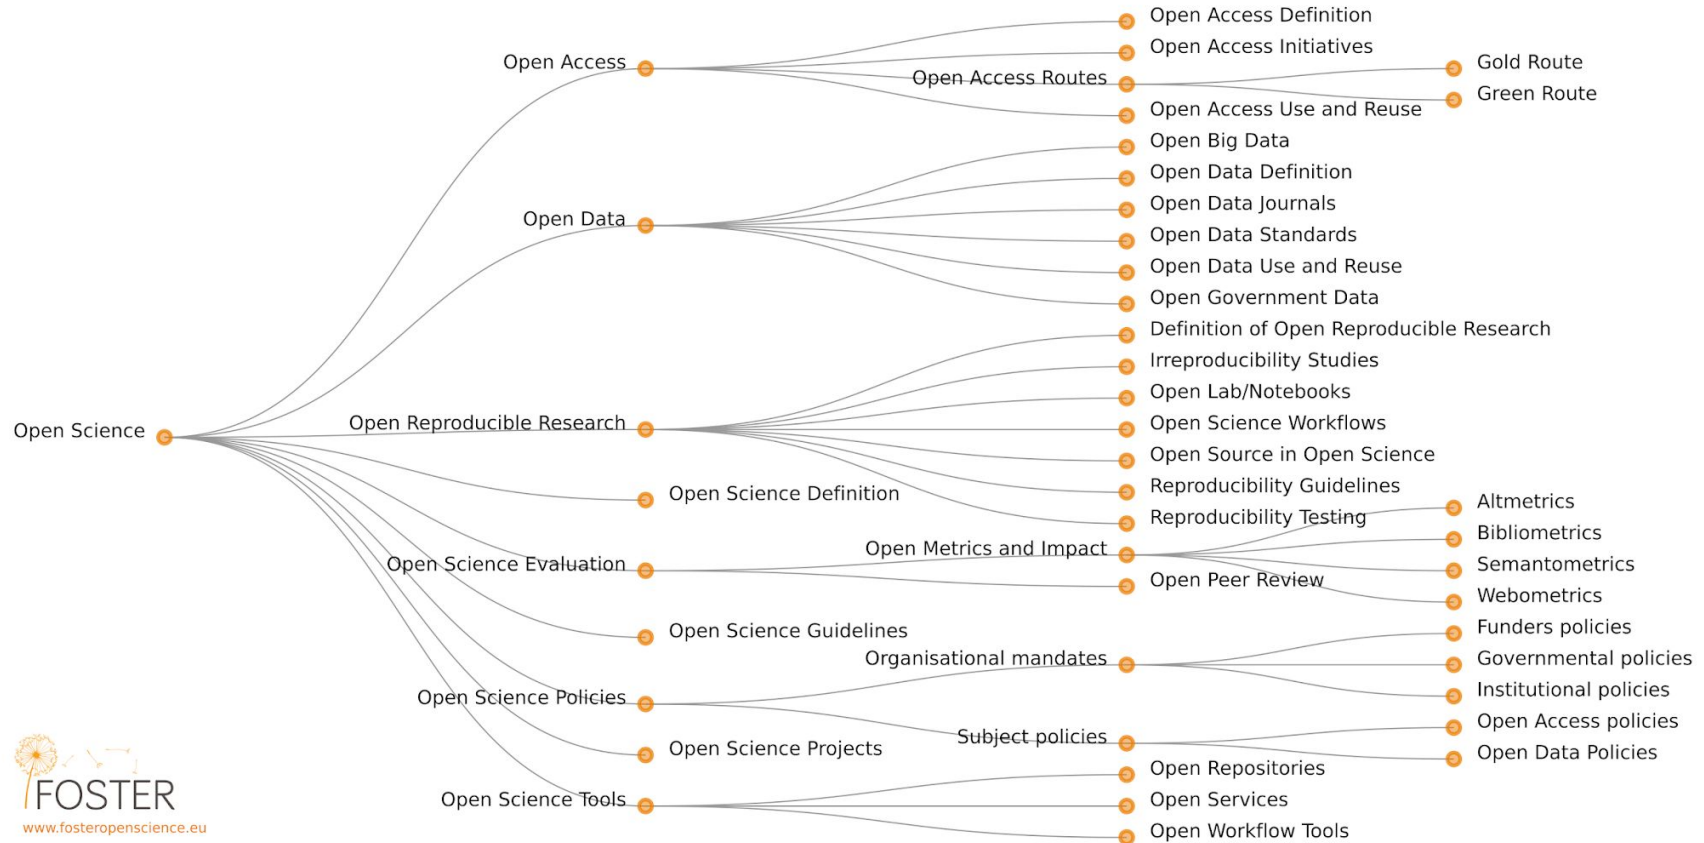 Open Science
Open Access
Open Access Definition
Open Access Initiatives
Open Access Routes
Gold Route
Green Route
Open Access Use and Reuse
Open Data
Open Big Data
Open Data Definition
Open Data Journals
Open Data Standards
Open Data Use and Reuse
Open Government Data
Open Reproducible Research
Definition of Open Reproducible Research
Irreproducibility Studies
Open Lab/Notebooks
Open Science Workflows
Open Source in Open Science
Reproducibility Guidelines
Reproducibility Testing
Open Science Definition
Open Science Evaluation
Open Metrics and Impact
Altmetrics
Bibliometrics
Semantometrics
Webometrics
Open Peer Review
Open Science Guidelines
Open Science Policies
Organisational mandates
Funders policies
Governmental policies
Institutional policies
Subject policies
Open Access policies
Open Data Policies
Open Science Projects
Open Science Tools
Open Repositories
Open Services
Open Workflow Tools
FOSTER
www.fosteropenscience.eu